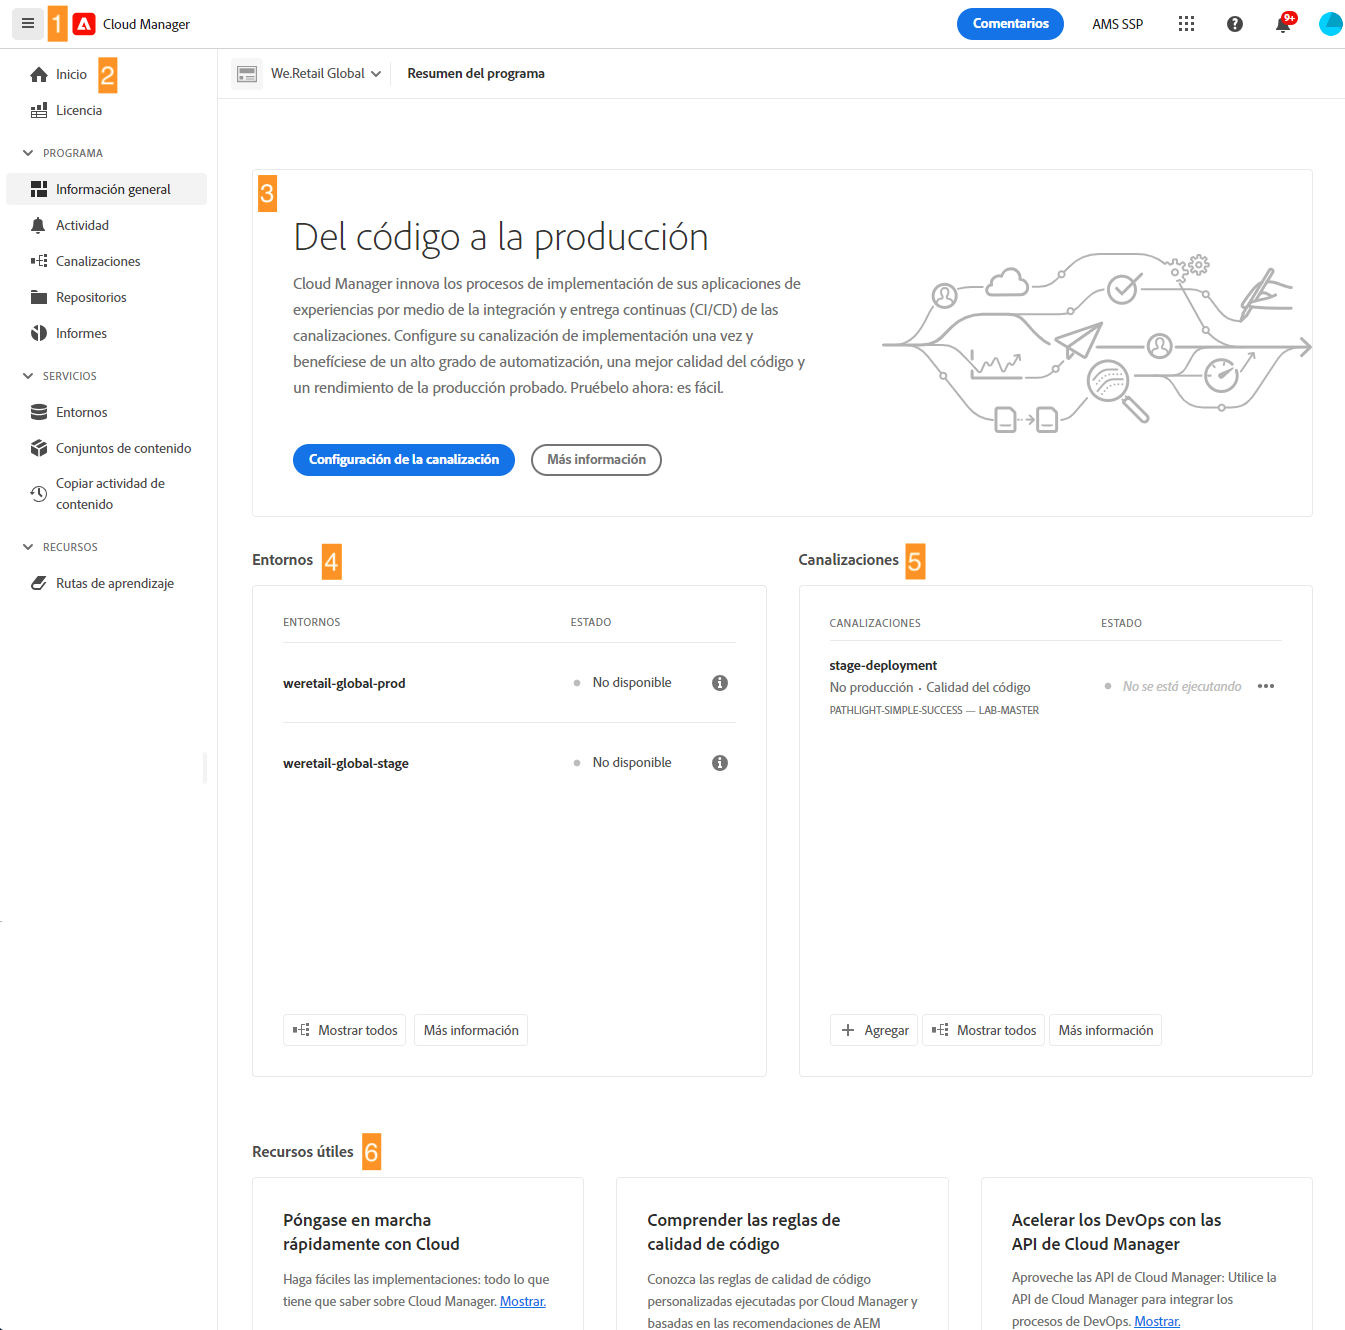 1 Cloud Manager
Comentarios
AMS SSP
9+
Inicio 2
Licencia
PROGRAMA
Información general
Actividad
Canalizaciones
Repositorios
Informes
SERVICIOS
Entornos
Conjuntos de contenido
Copiar actividad de
contenido
RECURSOS
Rutas de aprendizaje
We.Retail Global
Resumen del programa
3
Del código a la producción
Cloud Manager innova los procesos de implementación de sus aplicaciones de
experiencias por medio de la integración y entrega continuas (CI/CD) de las
canalizaciones. Configure su canalización de implementación una vez y
benefíciese de un alto grado de automatización, una mejor calidad del código y
un rendimiento de la producción probado. Pruébelo ahora: es fácil.
Configuración de la canalización
Más información
Entornos 4
ENTORNOS
ESTADO
weretail-global-prod
No disponible
weretail-global-stage
No disponible
Mostrar todos
Más información
Canalizaciones 5
CANALIZACIONES
ESTADO
stage-deployment
No producción · Calidad del código
PATHLIGHT-SIMPLE-SUCCESS — LAB-MASTER
No se está ejecutando
Agregar
Mostrar todos
Más información
Recursos útiles 6
Póngase en marcha
rápidamente con Cloud
Haga fáciles las implementaciones: todo lo que
tiene que saber sobre Cloud Manager. Mostrar.
Comprender las reglas de
calidad de código
Conozca las reglas de calidad de código
personalizadas ejecutadas por Cloud Manager y
basadas en las recomendaciones de AEM
Acelerar los DevOps con las
API de Cloud Manager
Aproveche las API de Cloud Manager: Utilice la
API de Cloud Manager para integrar los
procesos de DevOps. Mostrar.